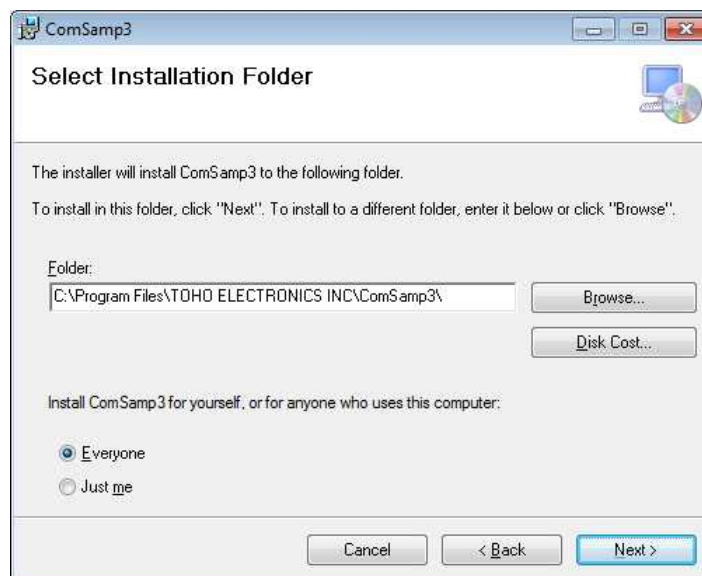 ComSamp3
Select Installation Folder
The installer will install ComSamp3 to the following folder.
To install in this folder, click "Next". To install to a different folder, enter it below or click "Browse".
Folder:
C:\Program Files\TOHO ELECTRONICS INC\ComSamp3\
Browse...
Disk Cost...
Install ComSamp3 for yourself, or for anyone who uses this computer:
Everyone
Just me
Cancel
< Back
Next >